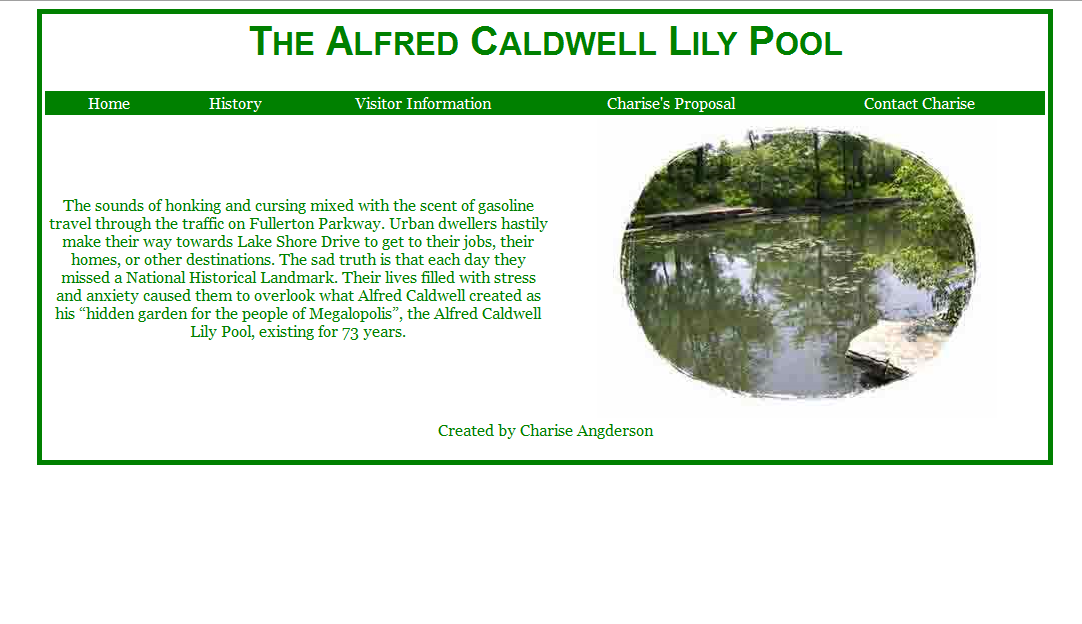 The Alfred Caldwell Lily Pool
Home History Visitor Information Charise's Proposal Contact Charise
The sounds of honking and cursing mixed with the scent of gasoline
travel through the traffic on Fullerton Parkway. Urban dwellers hastily
make their way towards Lake Shore Drive to get to their jobs, their
homes, or other destinations. The sad truth is that each day they
missed a National Historical Landmark. Their lives filled with stress
and anxiety caused them to overlook what Alfred Caldwell created as
his “hidden garden for the people of Megalopolis”, the Alfred Caldwell
Lily Pool, existing for 73 years.
Created by Charise Angderson